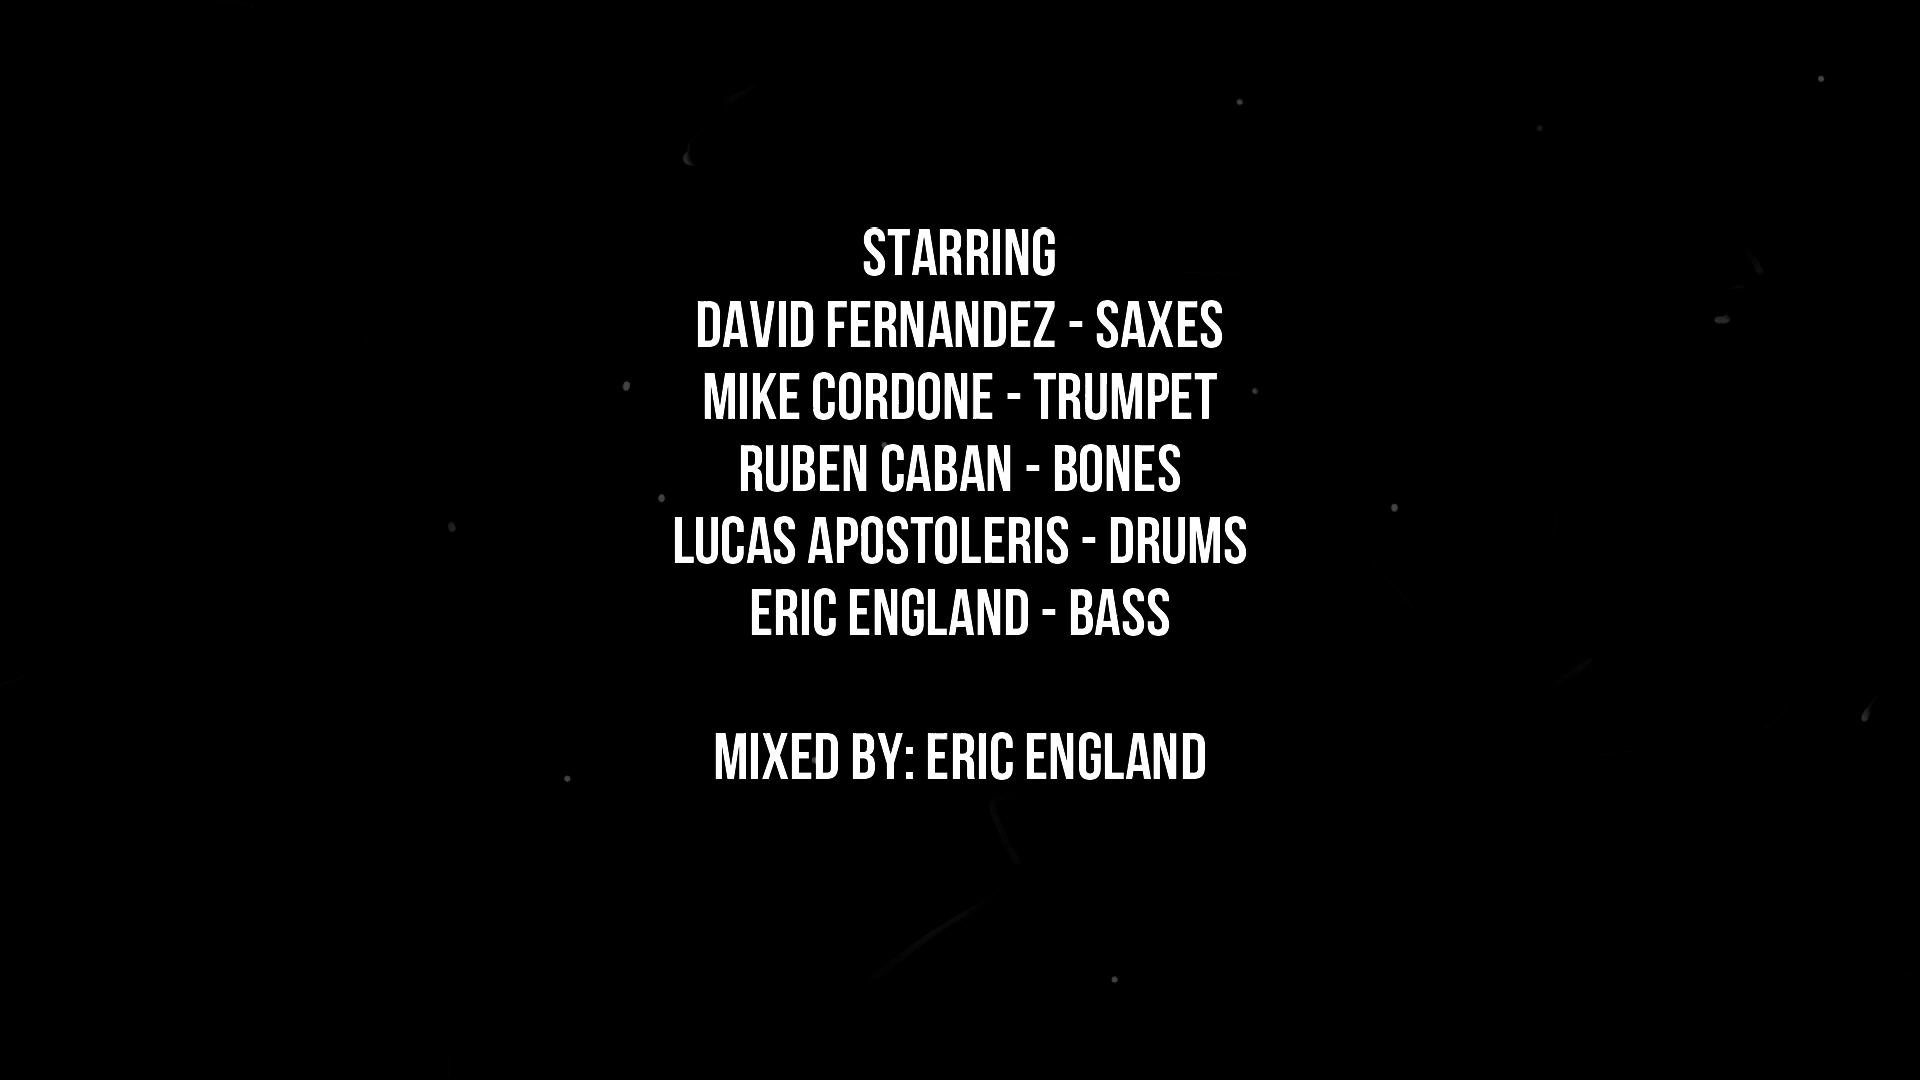 STARRING
DAVID FERNANDEZ - SAXES
MIKE CORDONE - TRUMPET
RUBEN CABAN - BONES
LUCAS APOSTOLERIS - DRUMS
ERIC ENGLAND - BASS
MIXED BY: ERIC ENGLAND